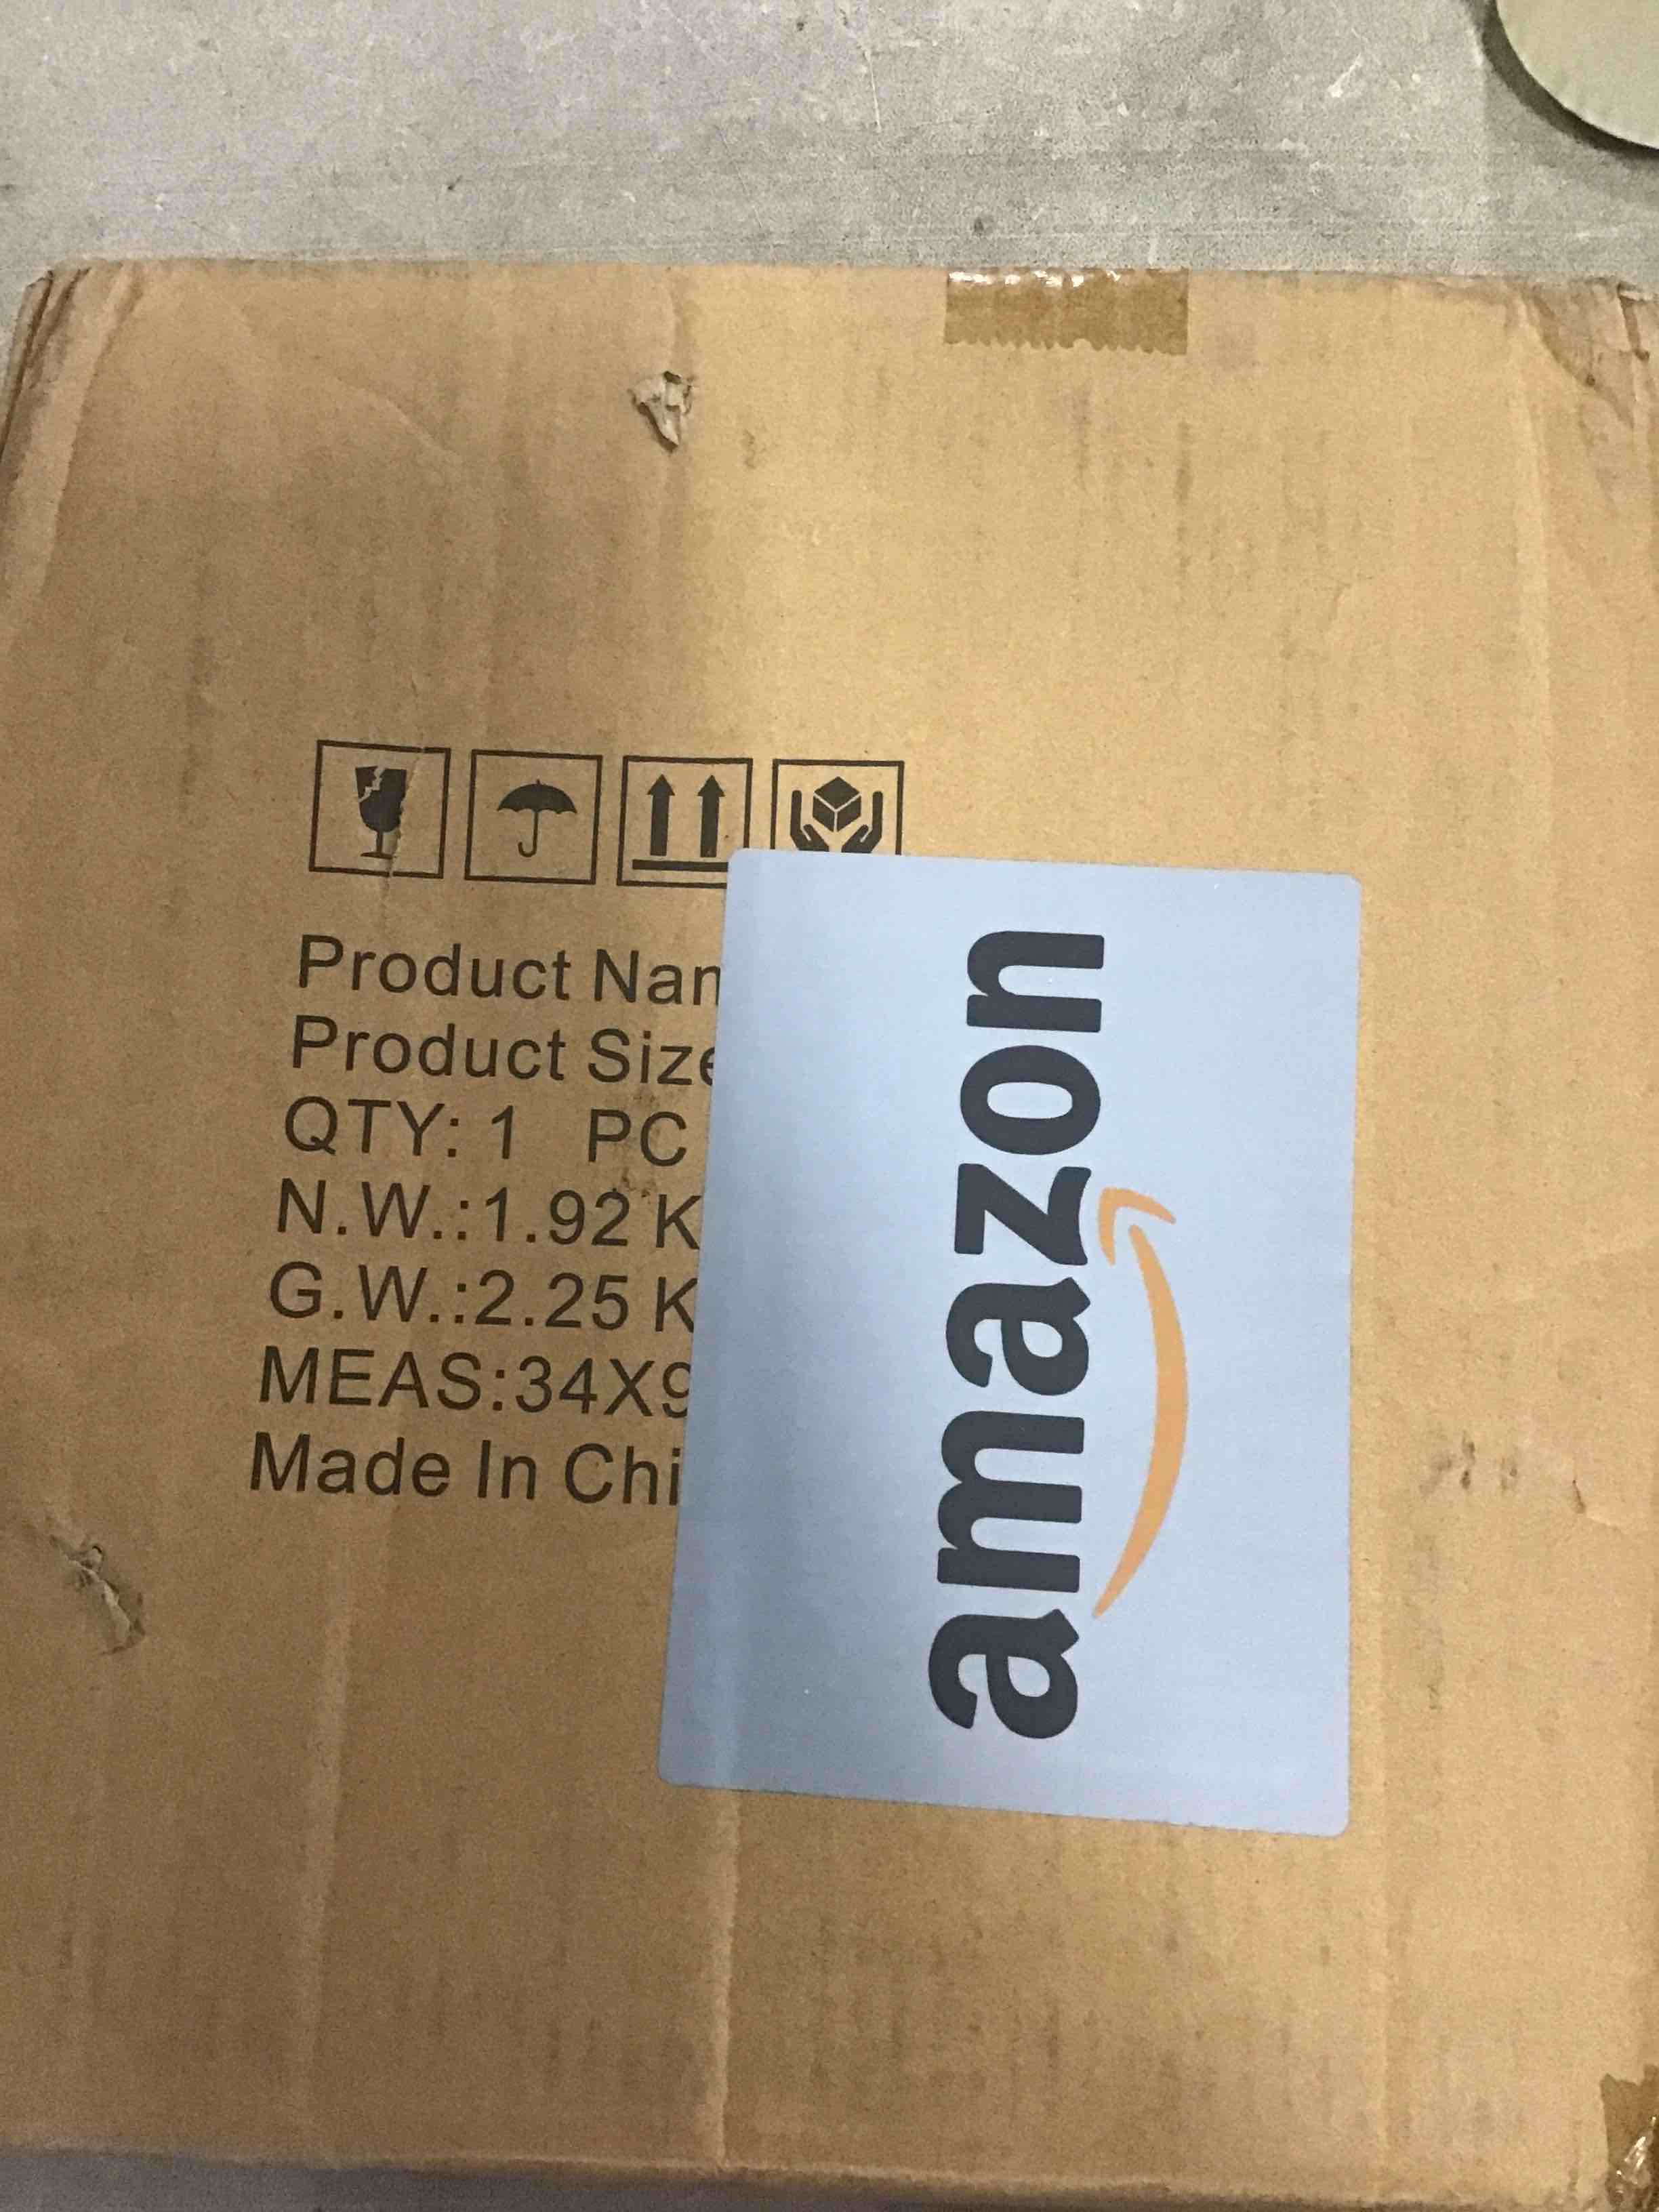 Product Nan
Product Size
QTY: 1 PC
N.W.:1.92 K
G.W.:2.25 K
MEAS:34X9
Made In Chi
amazon